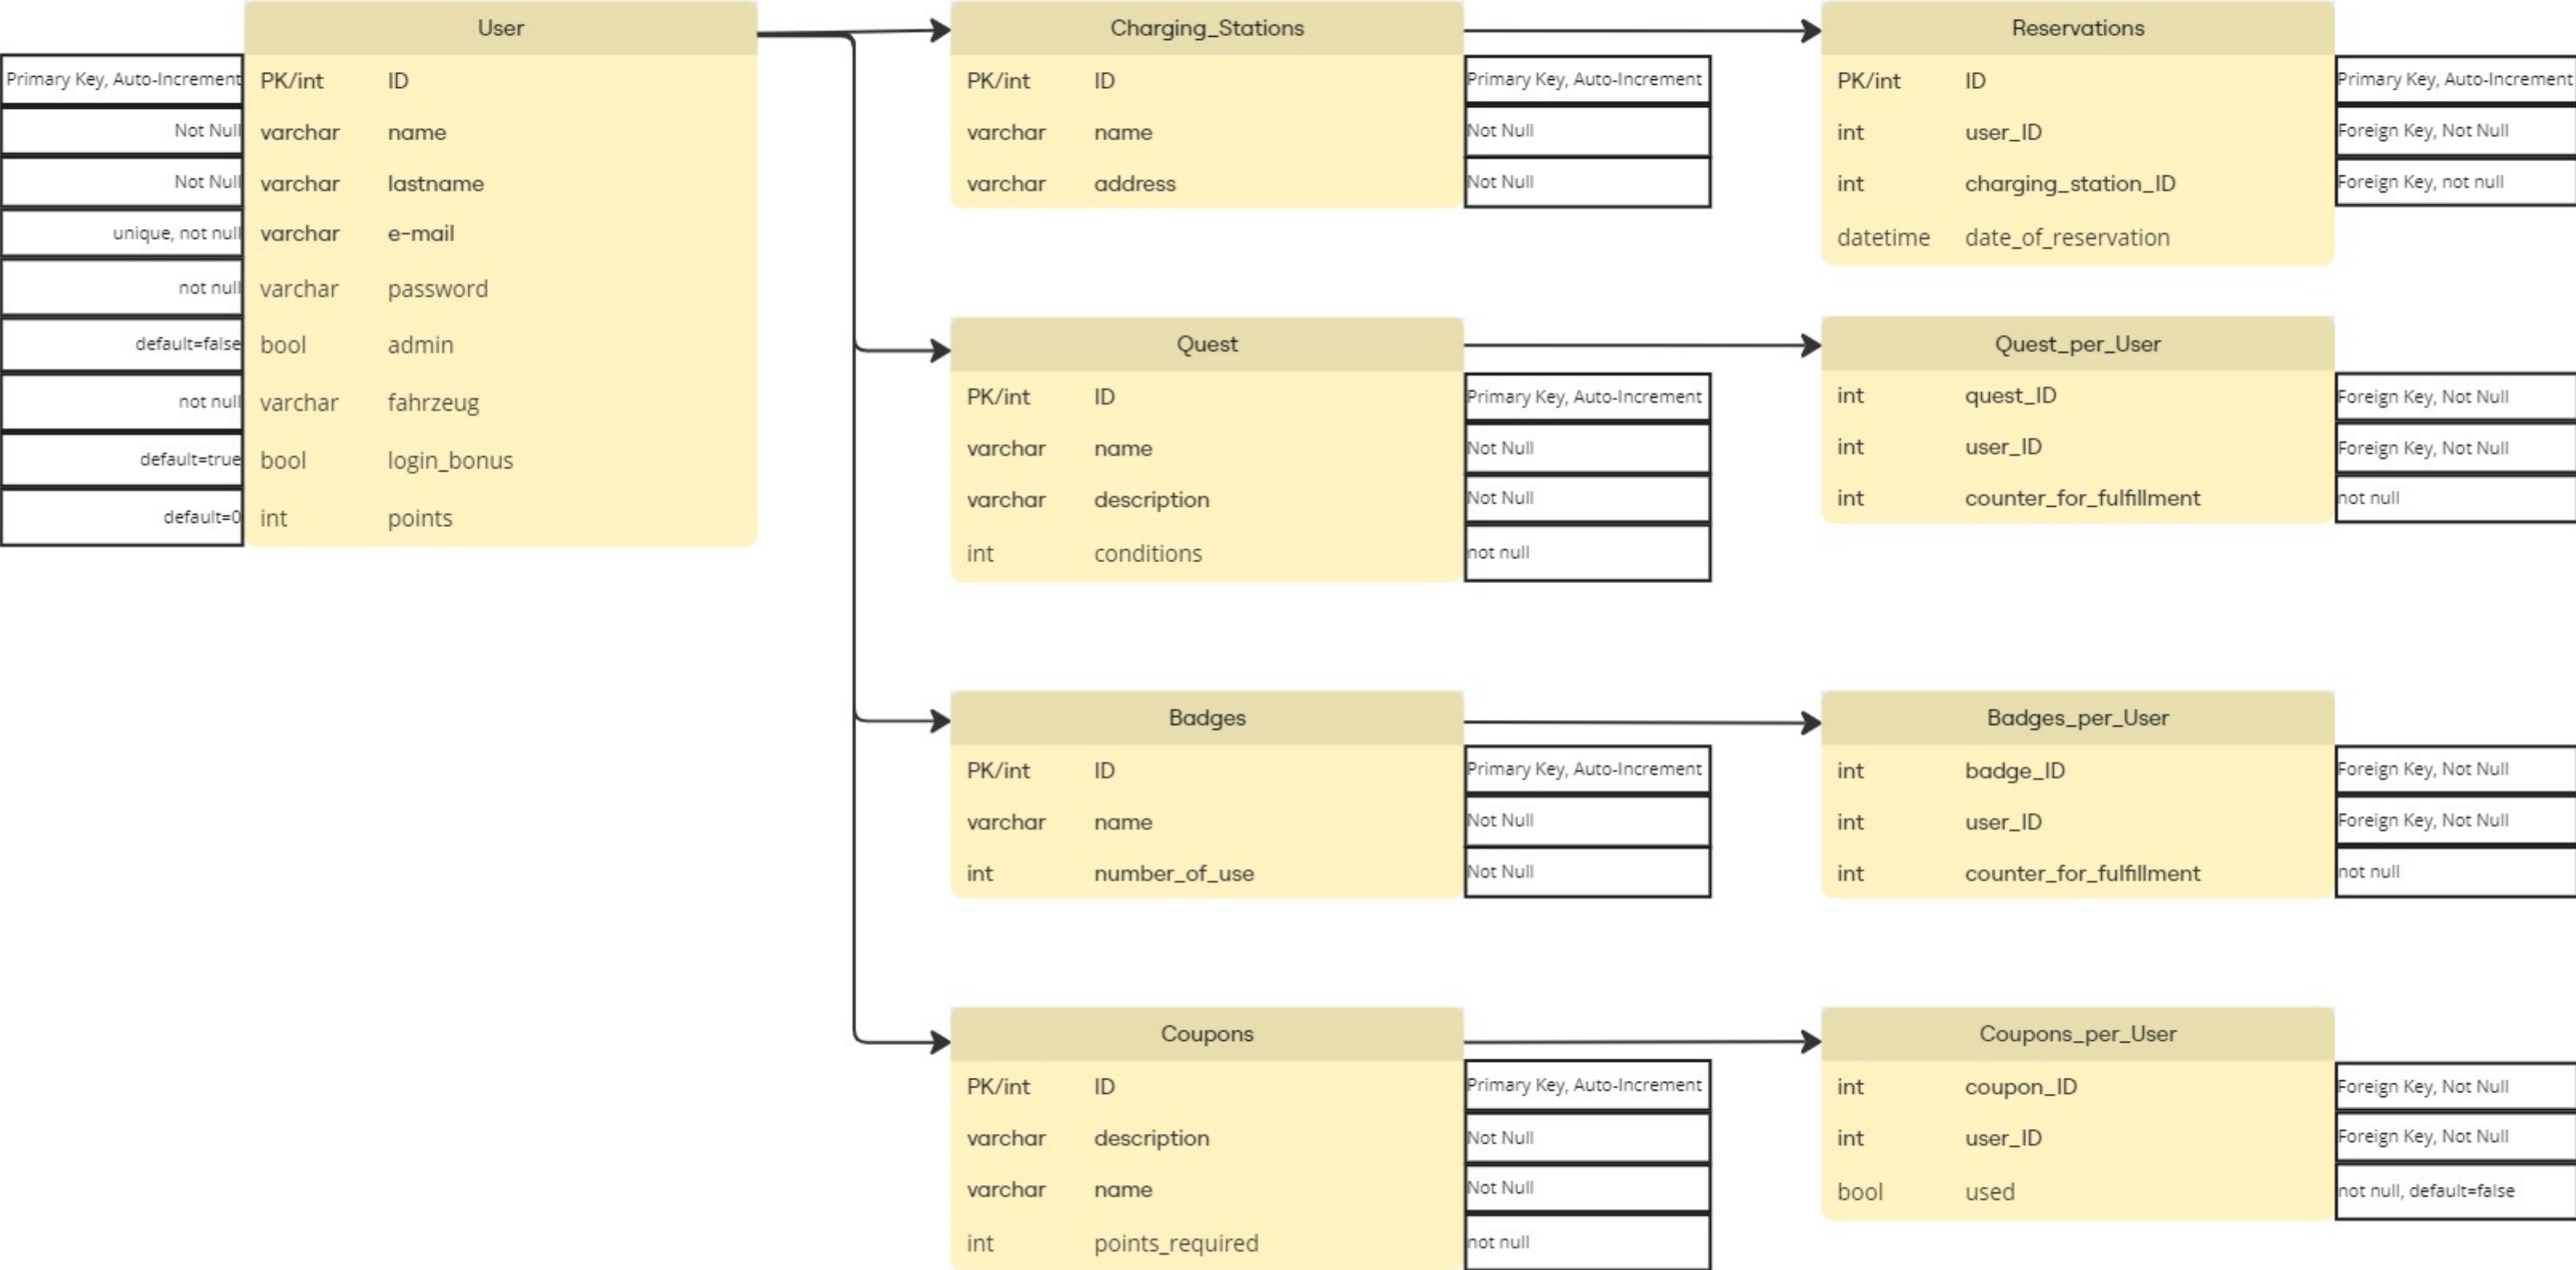 User
Primary Key, Auto-Increment PK/int ID
Not Null varchar name
Not Null varchar lastname
unique, not null varchar e-mail
not null varchar password
default=false bool admin
not null varchar fahrzeug
default=true bool login_bonus
default=0 int points
Charging_Stations
PK/int ID Primary Key, Auto-Increment
varchar name Not Null
varchar address Not Null
Reservations
PK/int ID Primary Key, Auto-Increment
int user_ID Foreign Key, Not Null
int charging_station_ID Foreign Key, not null
datetime date_of_reservation
Quest
PK/int ID Primary Key, Auto-Increment
varchar name Not Null
varchar description Not Null
int conditions not null
Quest_per_User
int quest_ID Foreign Key, Not Null
int user_ID Foreign Key, Not Null
int counter_for_fulfillment not null
Badges
PK/int ID Primary Key, Auto-Increment
varchar name Not Null
int number_of_use Not Null
Badges_per_User
int badge_ID Foreign Key, Not Null
int user_ID Foreign Key, Not Null
int counter_for_fulfillment not null
Coupons
PK/int ID Primary Key, Auto-Increment
varchar description Not Null
varchar name Not Null
int points_required not null
Coupons_per_User
int coupon_ID Foreign Key, Not Null
int user_ID Foreign Key, Not Null
bool used not null, default=false